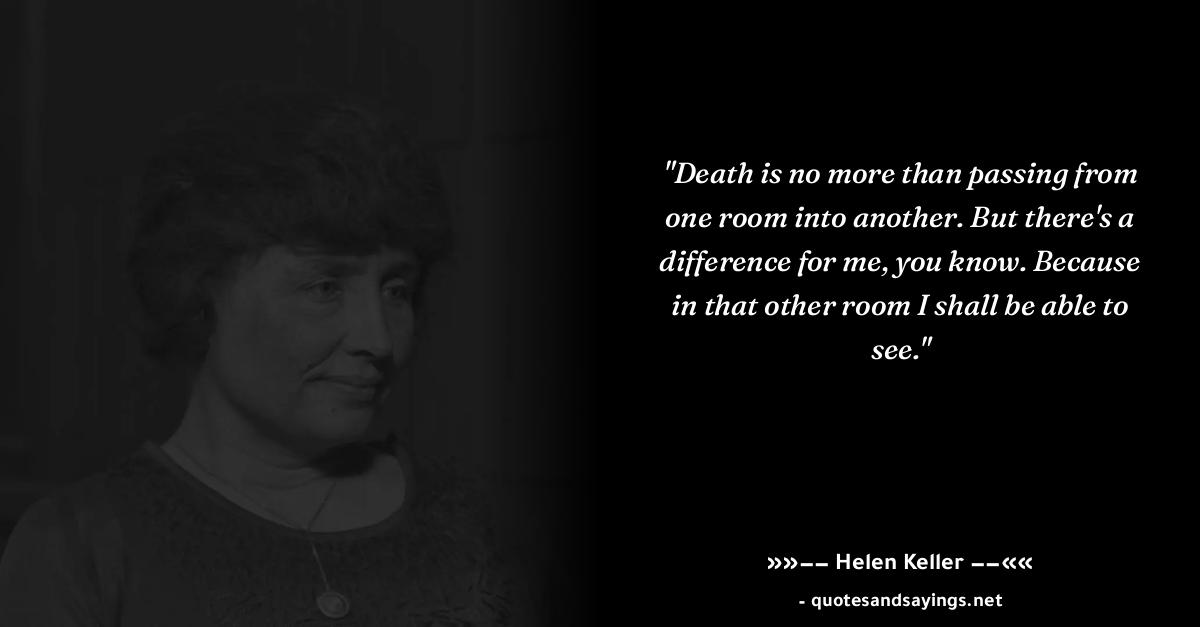 "Death is no more than passing from
one room into another. But there's a
difference for me, you know. Because
in that other room I shall be able to
see."
»»–– Helen Keller ––««
- quotesandsayings.net